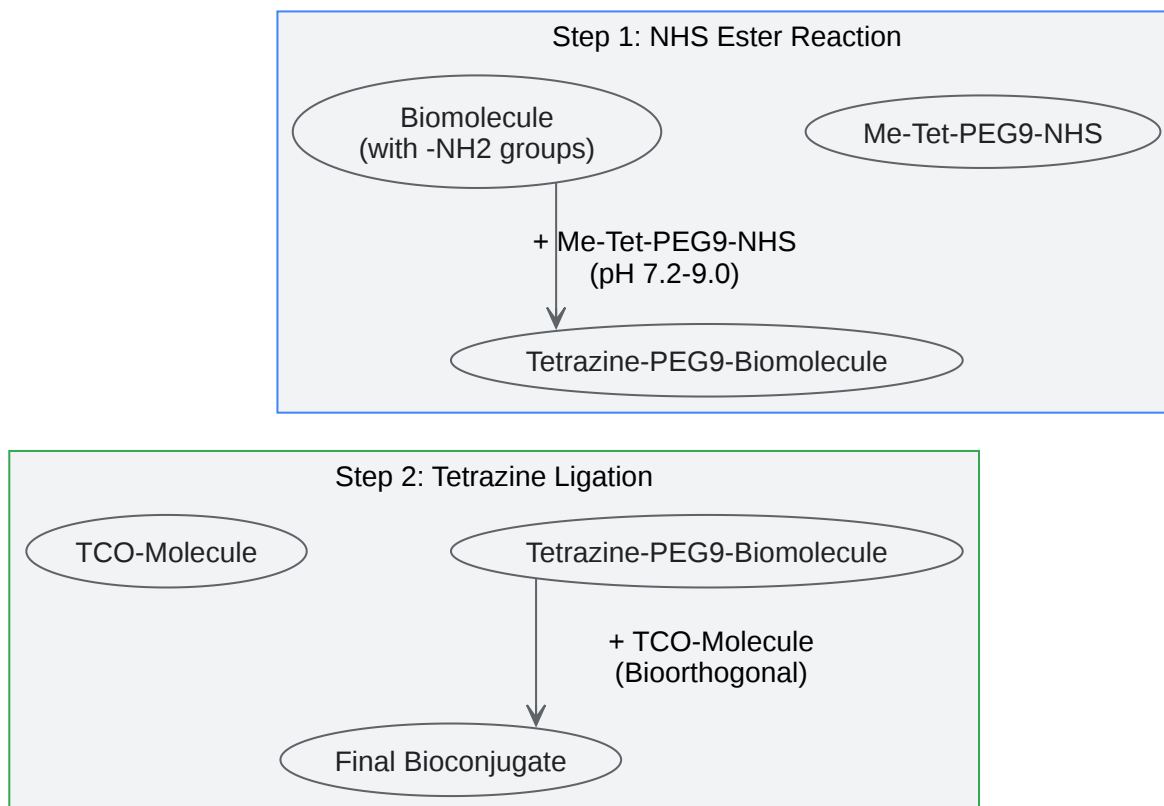 Step 1: NHS Ester Reaction
Biomolecule
(with -NH2 groups)
Me-Tet-PEG9-NHS
+ Me-Tet-PEG9-NHS
(pH 7.2-9.0)
Tetrazine-PEG9-Biomolecule
Step 2: Tetrazine Ligation
TCO-Molecule
Tetrazine-PEG9-Biomolecule
+ TCO-Molecule
(Bioorthogonal)
Final Bioconjugate